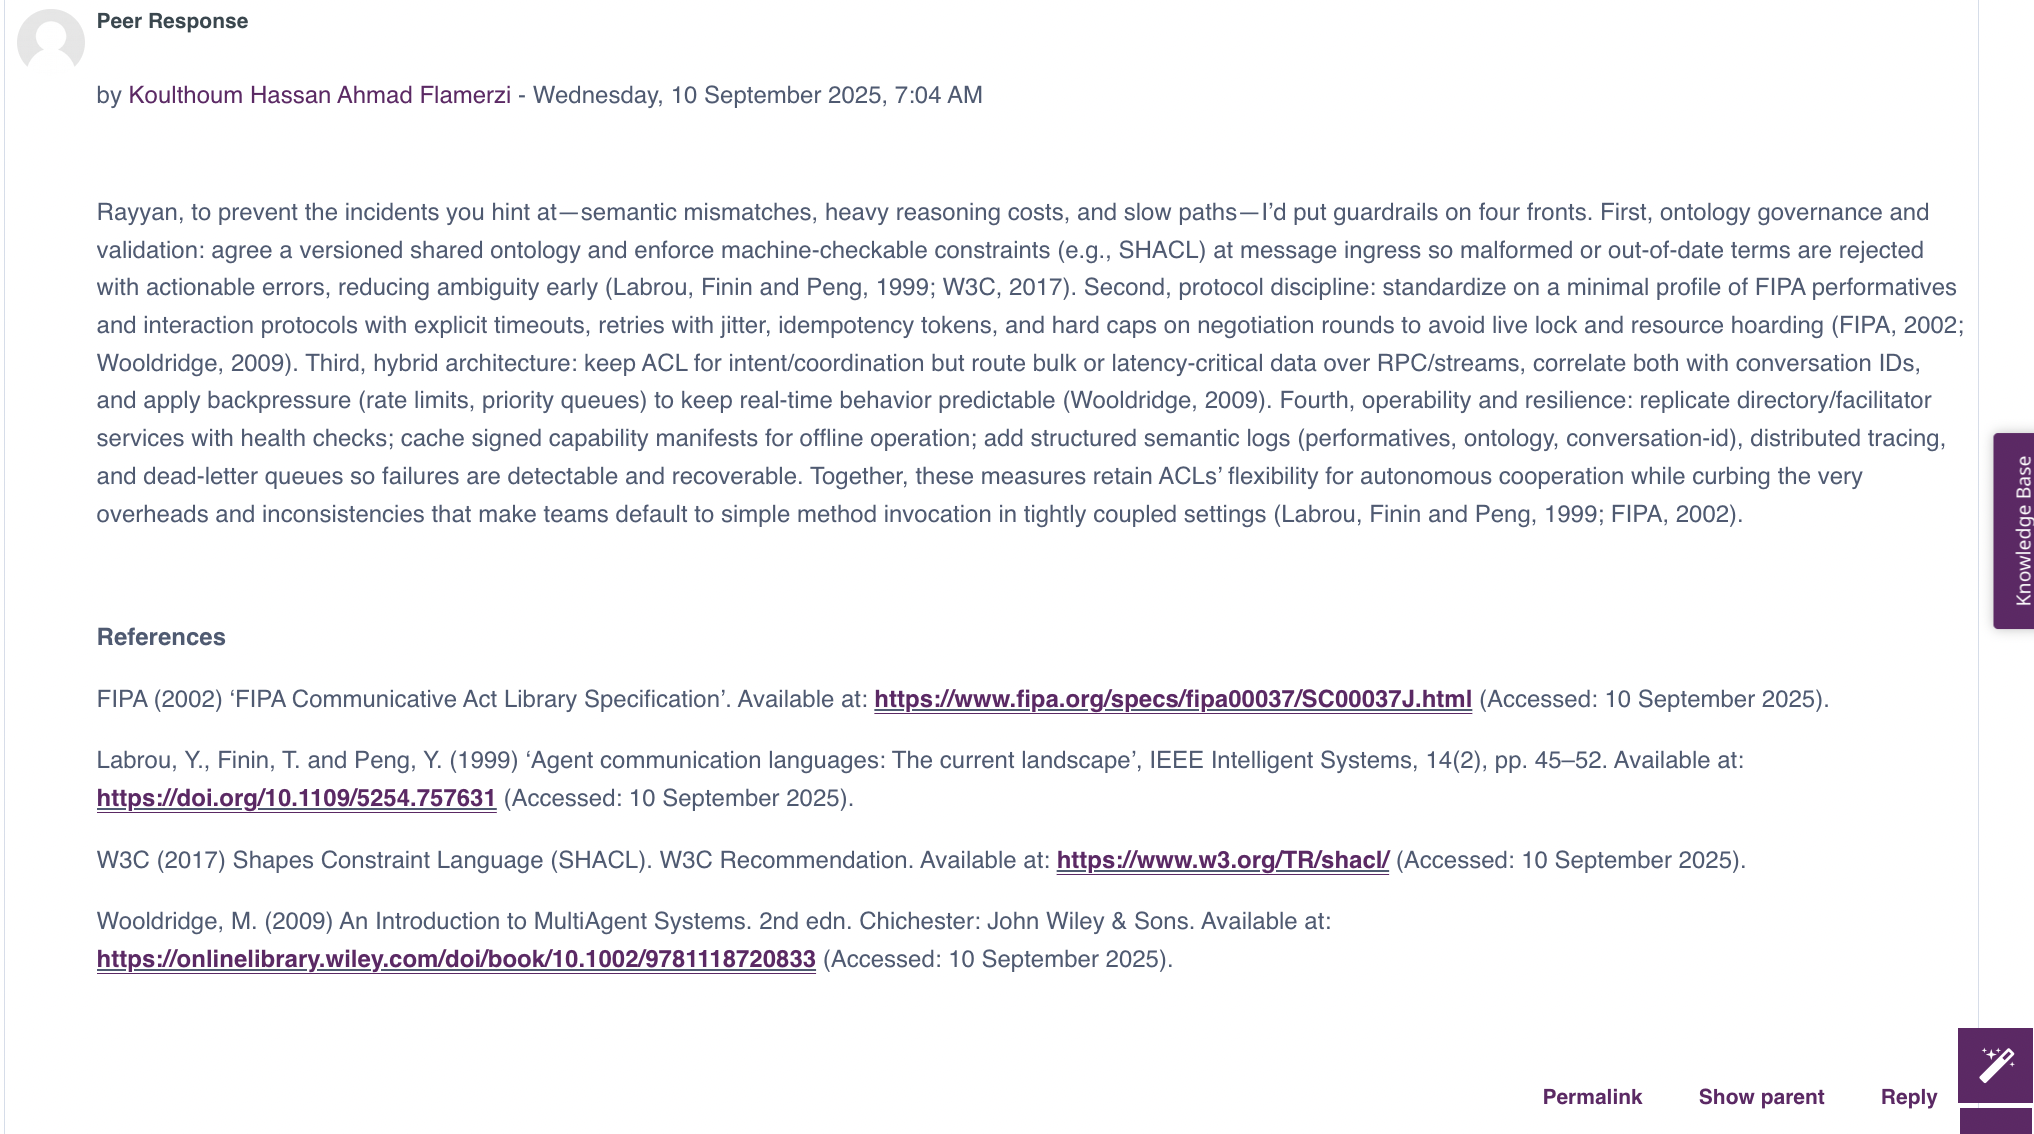 Peer Response
by Koulthoum Hassan Ahmad Flamerzi - Wednesday, 10 September 2025, 7:04 AM
Rayyan, to prevent the incidents you hint at—semantic mismatches, heavy reasoning costs, and slow paths—I’d put guardrails on four fronts. First, ontology governance and
validation: agree a versioned shared ontology and enforce machine-checkable constraints (e.g., SHACL) at message ingress so malformed or out-of-date terms are rejected
with actionable errors, reducing ambiguity early (Labrou, Finin and Peng, 1999; W3C, 2017). Second, protocol discipline: standardize on a minimal profile of FIPA performatives
and interaction protocols with explicit timeouts, retries with jitter, idempotency tokens, and hard caps on negotiation rounds to avoid live lock and resource hoarding (FIPA, 2002;
Wooldridge, 2009). Third, hybrid architecture: keep ACL for intent/coordination but route bulk or latency-critical data over RPC/streams, correlate both with conversation IDs,
and apply backpressure (rate limits, priority queues) to keep real-time behavior predictable (Wooldridge, 2009). Fourth, operability and resilience: replicate directory/facilitator
services with health checks; cache signed capability manifests for offline operation; add structured semantic logs (performatives, ontology, conversation-id), distributed tracing,
and dead-letter queues so failures are detectable and recoverable. Together, these measures retain ACLs’ flexibility for autonomous cooperation while curbing the very
overheads and inconsistencies that make teams default to simple method invocation in tightly coupled settings (Labrou, Finin and Peng, 1999; FIPA, 2002).
Knowledge Base
References
FIPA (2002) ‘FIPA Communicative Act Library Specification’. Available at: https://www.fipa.org/specs/fipa00037/SC00037J.html (Accessed: 10 September 2025).
Labrou, Y., Finin, T. and Peng, Y. (1999) ‘Agent communication languages: The current landscape’, IEEE Intelligent Systems, 14(2), pp. 45–52. Available at:
https://doi.org/10.1109/5254.757631 (Accessed: 10 September 2025).
W3C (2017) Shapes Constraint Language (SHACL). W3C Recommendation. Available at: https://www.w3.org/TR/shacl/ (Accessed: 10 September 2025).
Wooldridge, M. (2009) An Introduction to MultiAgent Systems. 2nd edn. Chichester: John Wiley & Sons. Available at:
https://onlinelibrary.wiley.com/doi/book/10.1002/9781118720833 (Accessed: 10 September 2025).
Permalink Show parent Reply